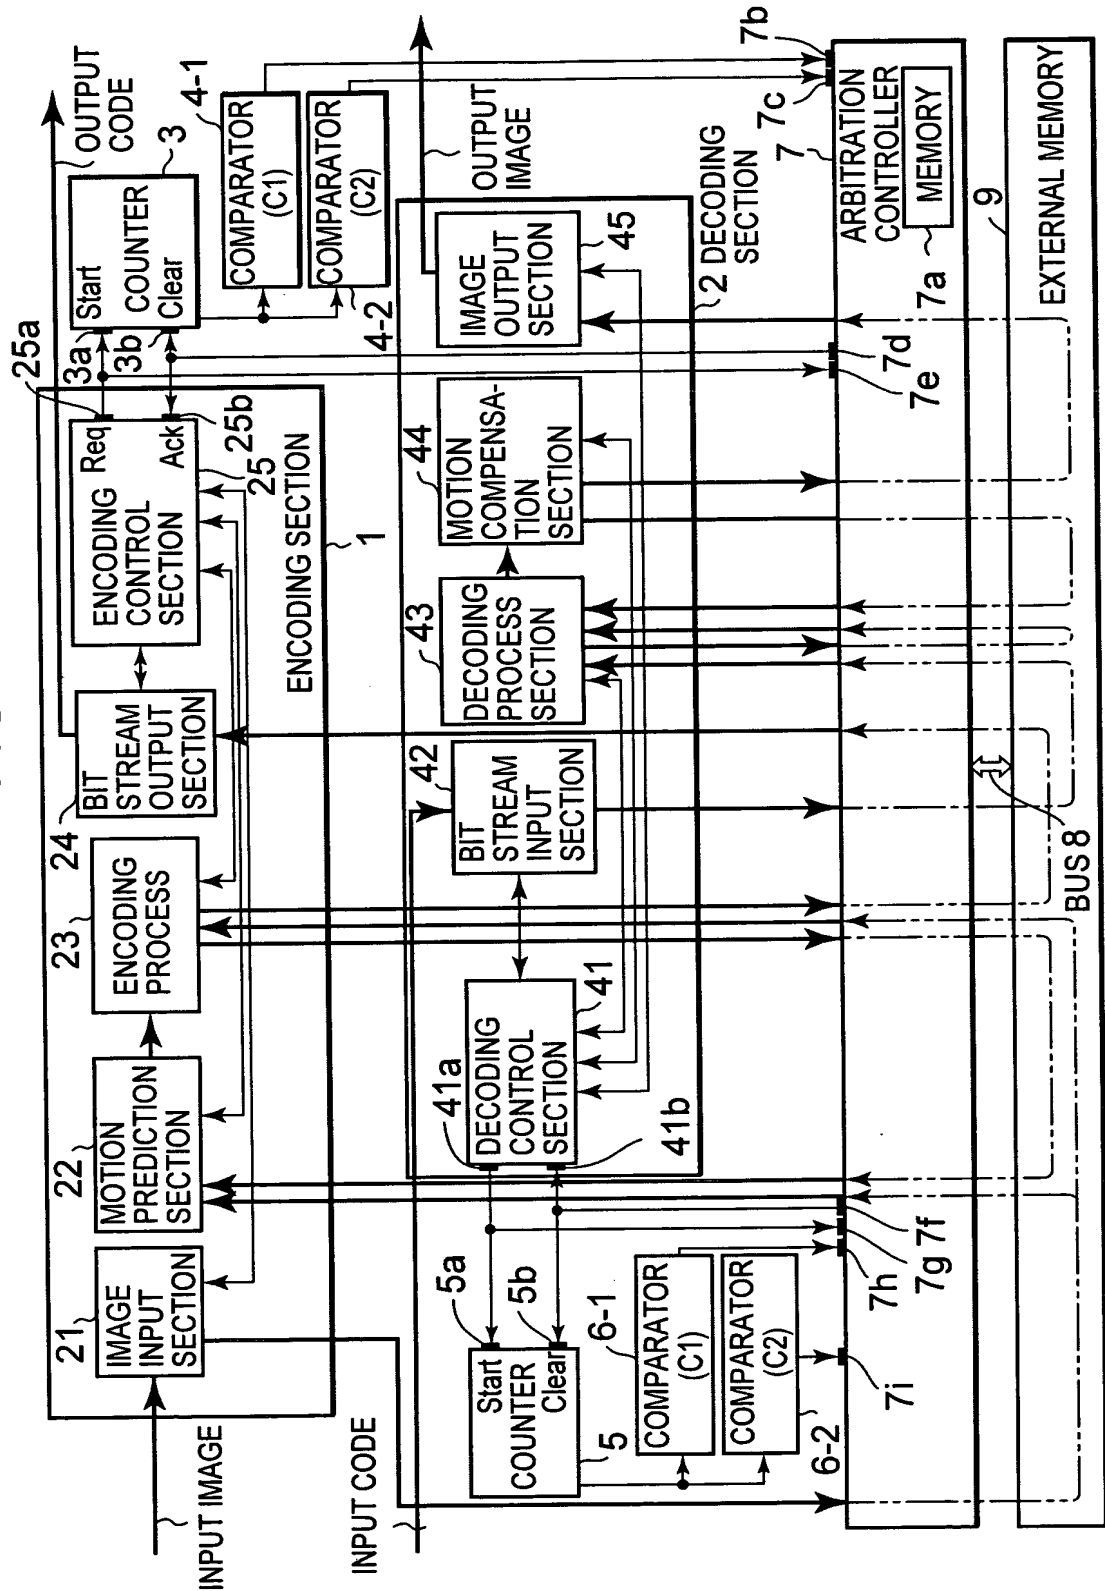 INPUT IMAGE
21
IMAGE
INPUT
SECTION
22
MOTION
PREDICTION
SECTION
23
ENCODING
PROCESS
24
BIT
STREAM
OUTPUT
SECTION
ENCODING
CONTROL
SECTION
Req
Ack
25
25a
25b
ENCODING SECTION
1
OUTPUT
CODE
3a
3b
Start
COUNTER
Clear
3
4-1
COMPARATOR
(C1)
COMPARATOR
(C2)
4-2
INPUT CODE
5a
5b
Start
COUNTER
Clear
5
6-1
COMPARATOR
(C1)
COMPARATOR
(C2)
6-2
41a
DECODING
CONTROL
SECTION
41
41b
42
BIT
STREAM
INPUT
SECTION
43
DECODING
PROCESS
SECTION
44
MOTION
COMPENSA-
TION
SECTION
IMAGE
OUTPUT
SECTION
45
OUTPUT
IMAGE
2 DECODING
SECTION
7i
7h
7g
7f
7e
7d
7c
7b
7
ARBITRATION
CONTROLLER
MEMORY
7a
BUS 8
9
EXTERNAL MEMORY